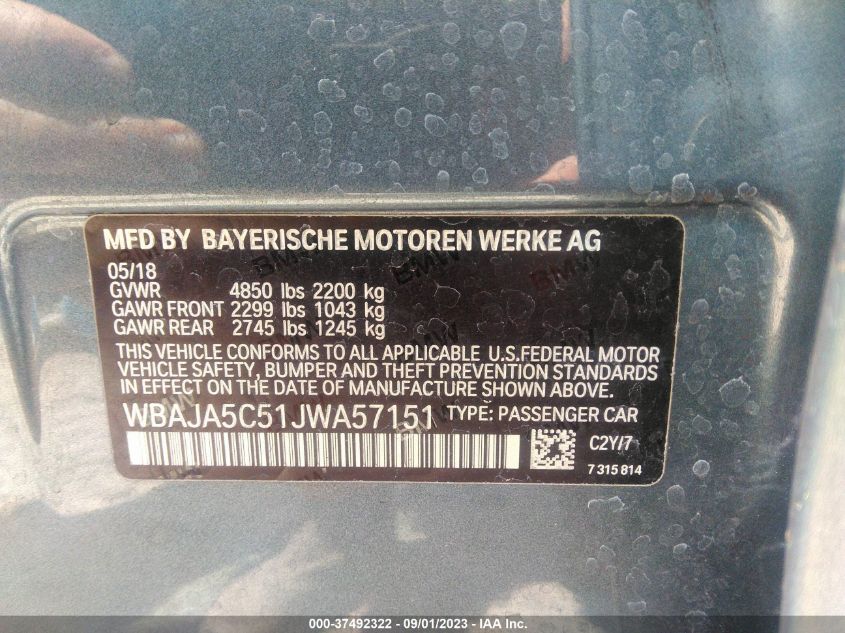 MFD BY BAYERISCHE MOTOREN WERKE AG
05/18
GVWR 4850 lbs 2200 kg
GAWR FRONT 2299 lbs 1043 kg
GAWR REAR 2745 lbs 1245 kg
THIS VEHICLE CONFORMS TO ALL APPLICABLE U.S.FEDERAL MOTOR
VEHICLE SAFETY, BUMPER AND THEFT PREVENTION STANDARDS
IN EFFECT ON THE DATE OF MANUFACTURE SHOWN ABOVE.
WBAJA5C51JWA57151 TYPE: PASSENGER CAR
C2Y/7
7 315 814
000-37492322 - 09/01/2023 - IAA Inc.